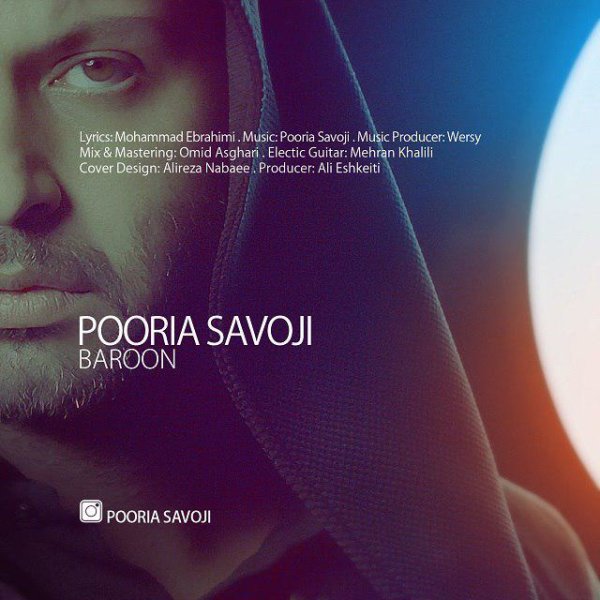 Lyrics: Mohammad Ebrahimi . Music: Pooria Savoji . Music Producer: Wersy
Mix & Mastering: Omid Asghari . Electic Guitar: Mehran Khalili
Cover Design: Alireza Nabaee . Producer: Ali Eshkeiti
POORIA SAVOJI
BAROON
POORIA SAVOJI